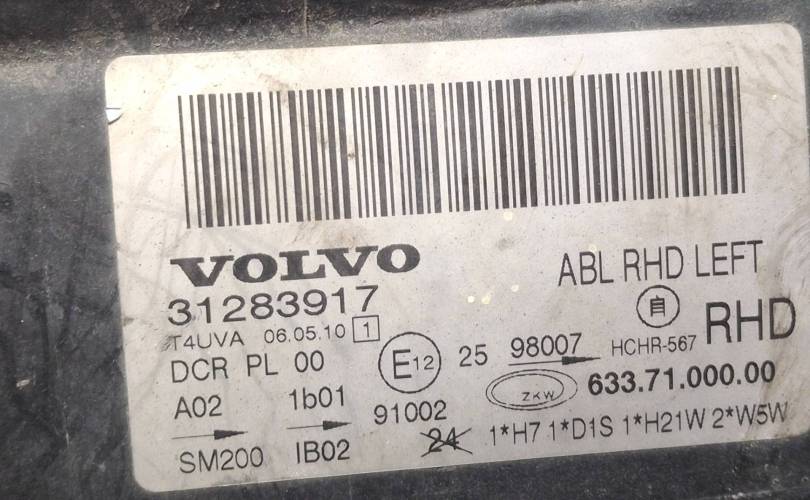 VOLVO
ABL RHD LEFT
31283917
自
RHD
T4UVA 06.05.10 1
HCHR-567
DCR PL 00
E12 25 98007
A02 1b01 91002
ZKW 633.71.000.00
24 1*H7 1*D1S 1*H21W 2*W5W
SM200 IB02